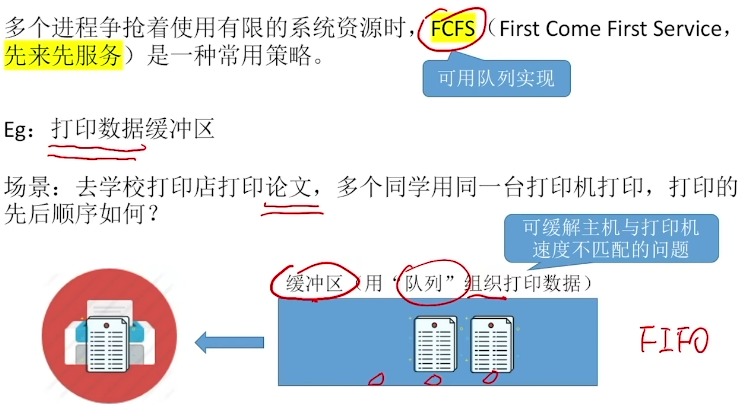 多个进程争抢着使用有限的系统资源时，FCFS（First Come First Service，
先来先服务）是一种常用策略。
可用队列实现
Eg：打印数据缓冲区
场景：去学校打印店打印论文，多个同学用同一台打印机打印，打印的
先后顺序如何？
可缓解主机与打印机
速度不匹配的问题
缓冲区（用“队列”组织打印数据）
FIFO